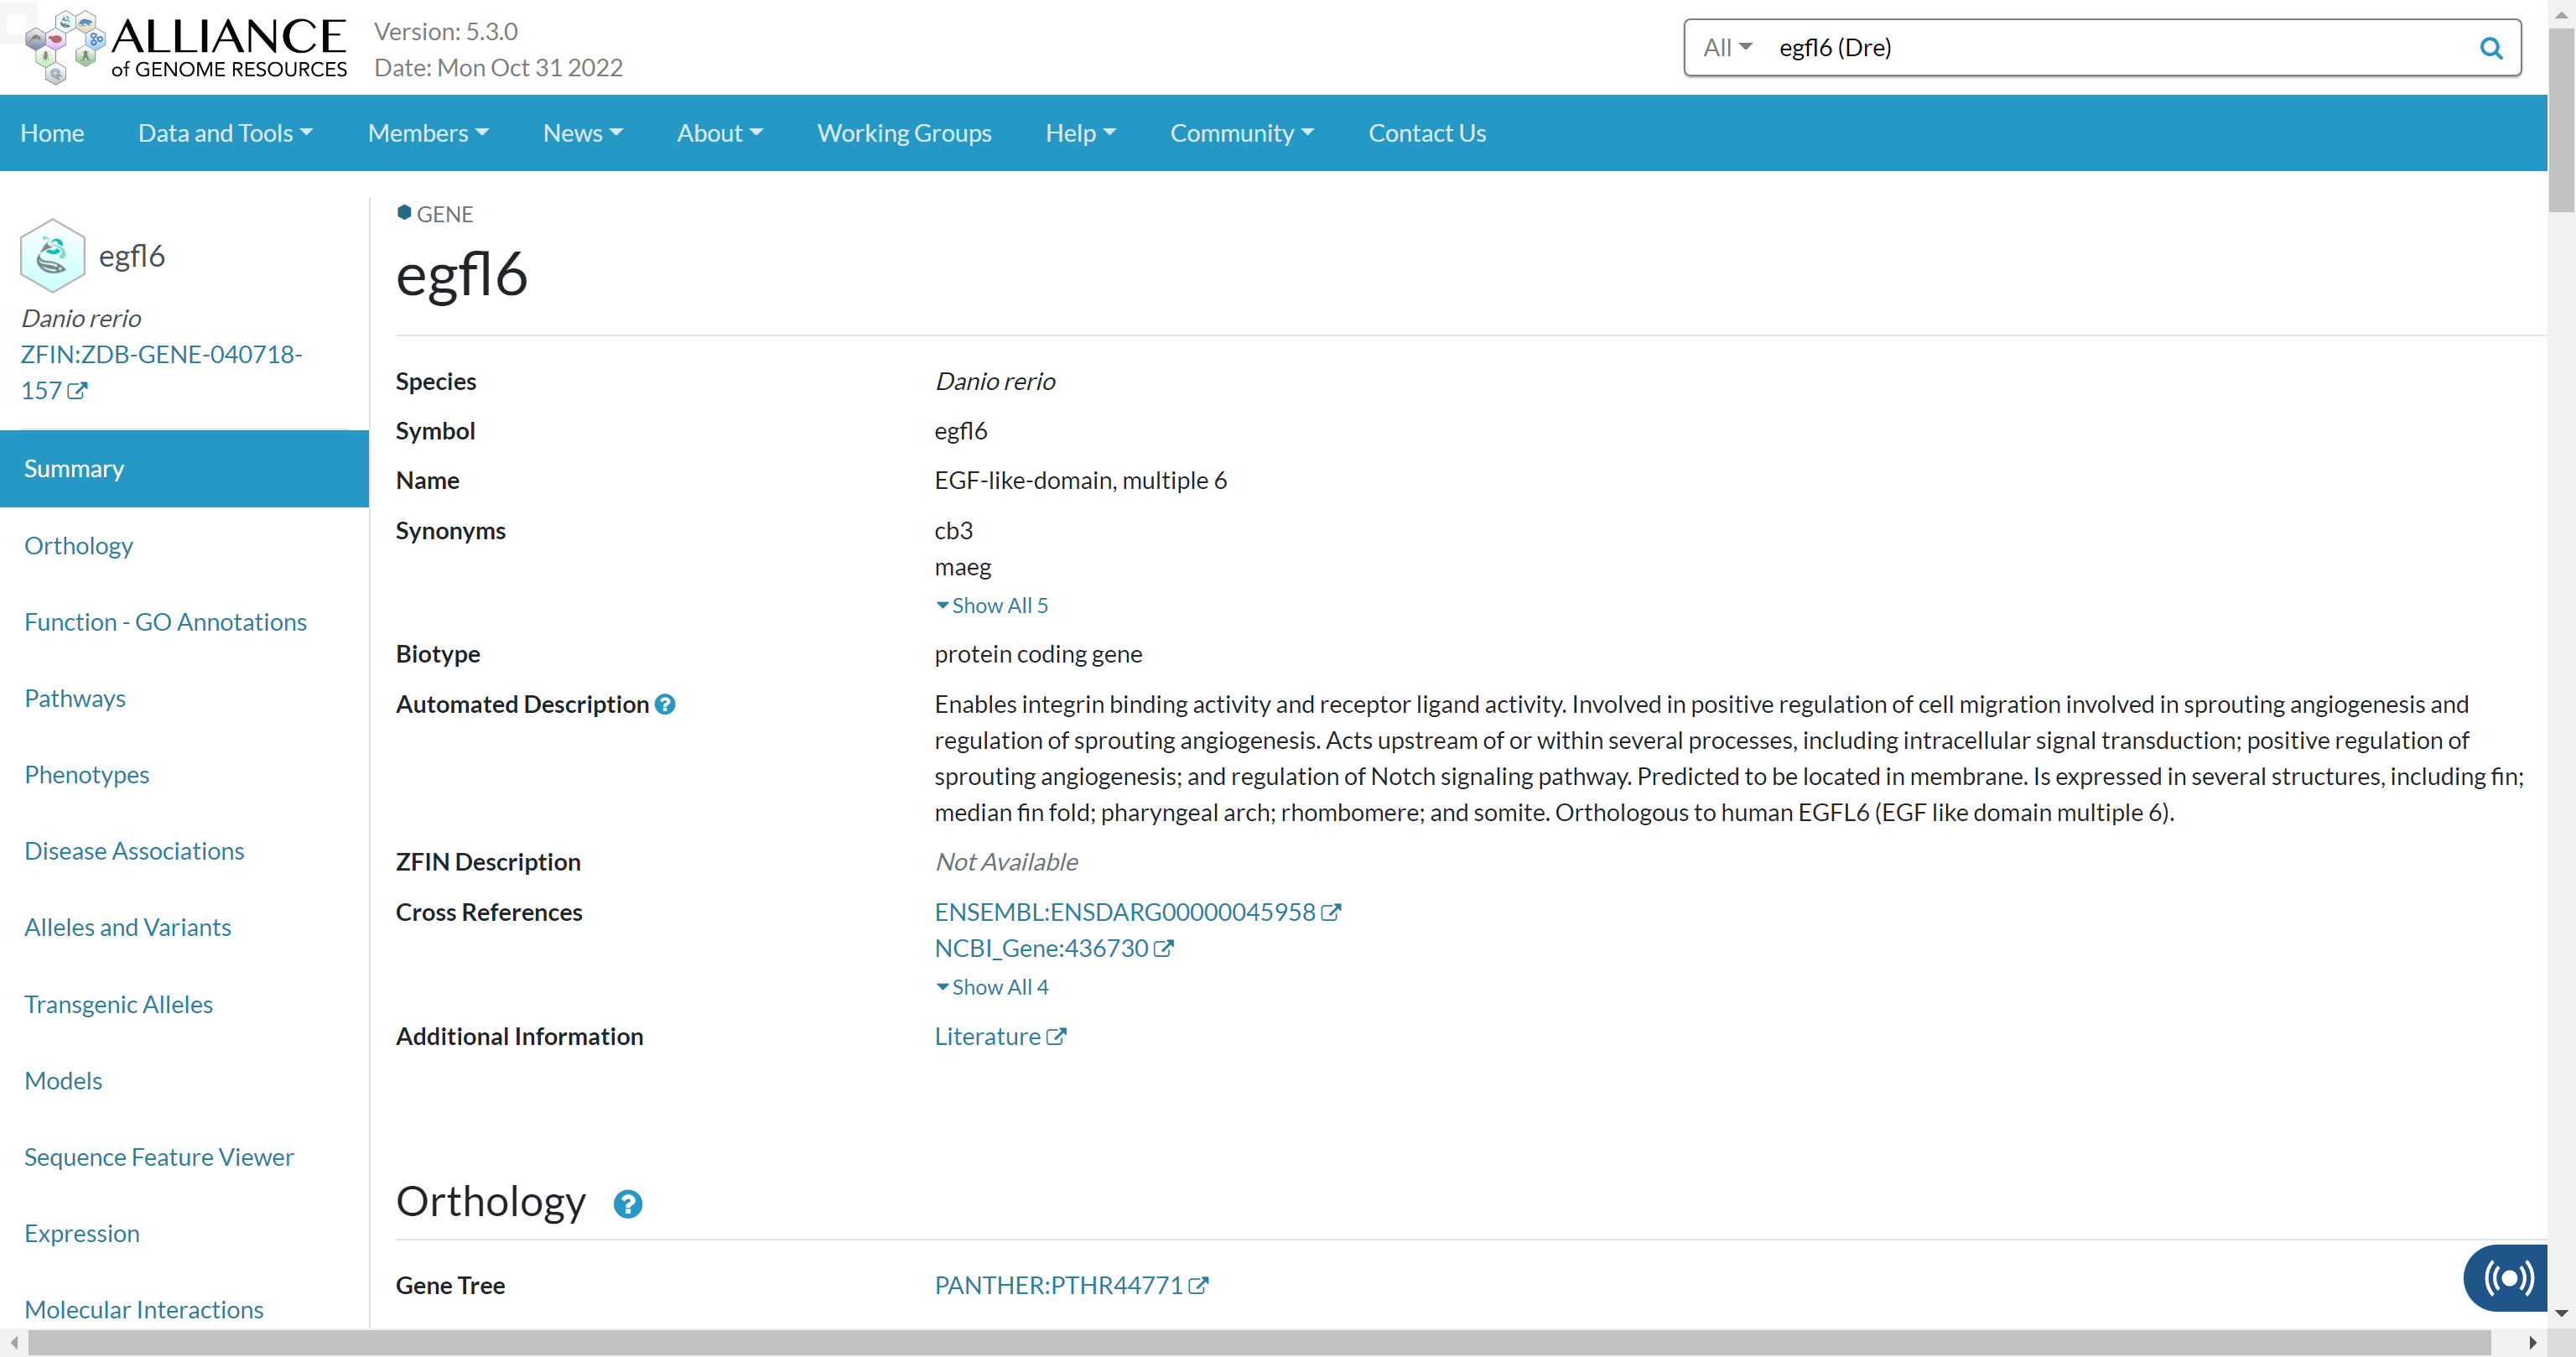 ALLIANCE
of GENOME RESOURCES
Version: 5.3.0
Date: Mon Oct 31 2022
All
egfl6 (Dre)
Home
Data and Tools
Members
News
About
Working Groups
Help
Community
Contact Us
egfl6
Danio rerio
ZFIN:ZDB-GENE-040718-
157
Summary
Orthology
Function - GO Annotations
Pathways
Phenotypes
Disease Associations
Alleles and Variants
Transgenic Alleles
Models
Sequence Feature Viewer
Expression
Molecular Interactions
GENE
egfl6
Species
Danio rerio
Symbol
egfl6
Name
EGF-like-domain, multiple 6
Synonyms
cb3
maeg
Show All 5
Biotype
protein coding gene
Automated Description
Enables integrin binding activity and receptor ligand activity. Involved in positive regulation of cell migration involved in sprouting angiogenesis and
regulation of sprouting angiogenesis. Acts upstream of or within several processes, including intracellular signal transduction; positive regulation of
sprouting angiogenesis; and regulation of Notch signaling pathway. Predicted to be located in membrane. Is expressed in several structures, including fin;
median fin fold; pharyngeal arch; rhombomere; and somite. Orthologous to human EGFL6 (EGF like domain multiple 6).
ZFIN Description
Not Available
Cross References
ENSEMBL:ENSDARG00000045958
NCBI_Gene:436730
Show All 4
Additional Information
Literature
Orthology
Gene Tree
PANTHER:PTHR44771